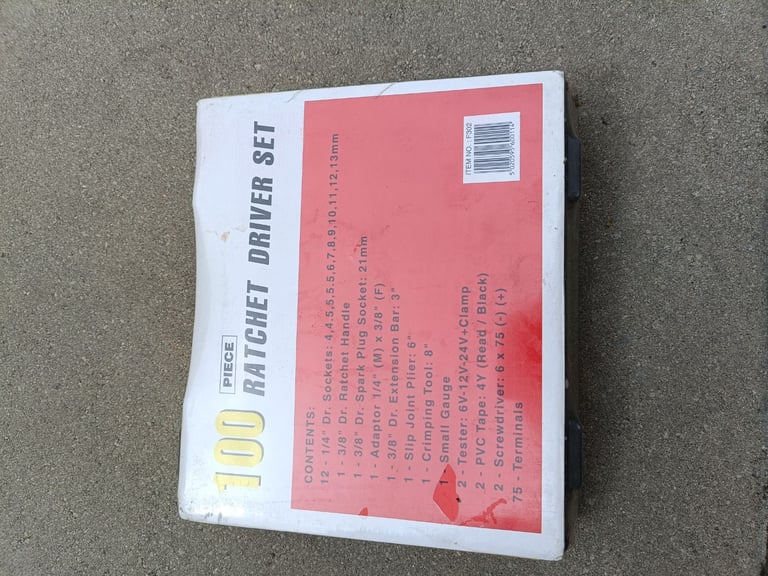 100 PIECE
RATCHET DRIVER SET
CONTENTS:
12 - 1/4" Dr. Sockets: 4,4-5,5,5.5,6,7,8,9,10,11,12,13mm
1 - 3/8" Dr. Ratchet Handle
1 - 3/8" Dr. Spark Plug Socket: 21mm
1 - Adaptor 1/4" (M) x 3/8" (F)
1 - 3/8" Dr. Extension Bar: 3"
1 - Slip Joint Plier: 6"
1 - Crimping Tool: 8"
1 - Small Gauge
2 - Tester: 6V-12V-24V+Clamp
2 - PVC Tape: 4Y (Read / Black)
2 - Screwdriver: 6 x 75 (-) (+)
75 - Terminals
ITEM NO.: F302